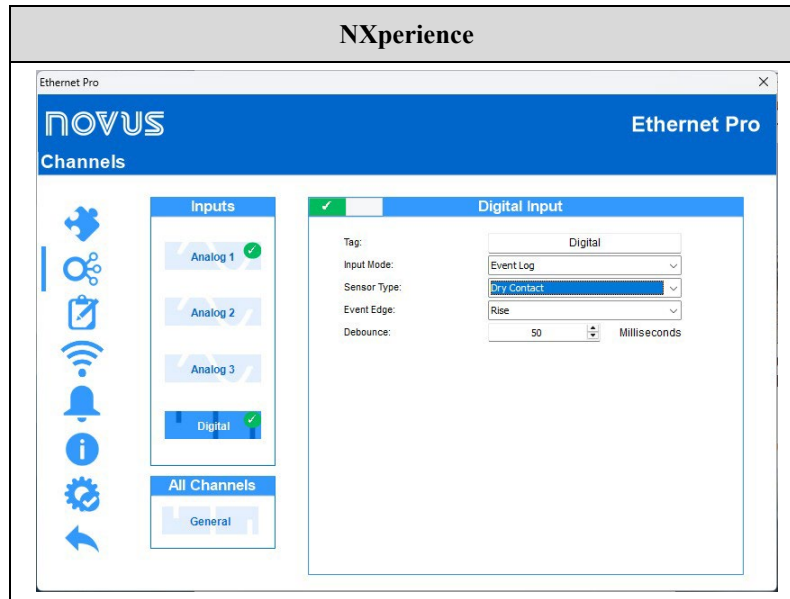 NXperience
Ethernet Pro
NOVUS
Ethernet Pro
Channels
Inputs
Analog 1
Analog 2
Analog 3
Digital
All Channels
General
Digital Input
Tag: Digital
Input Mode: Event Log
Sensor Type: Dry Contact
Event Edge: Rise
Debounce: 50 Milliseconds